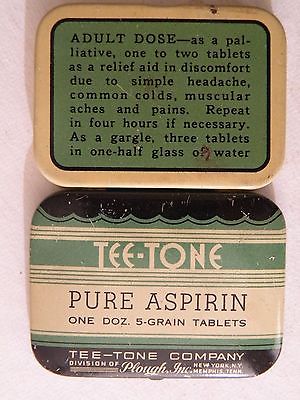 ADULT DOSE—as a pal-
liative, one to two tablets
as a relief aid in discomfort
due to simple headache,
common colds, muscular
aches and pains. Repeat
in four hours if necessary.
As a gargle, three tablets
in one-half glass of water
TEE-TONE
PURE ASPIRIN
ONE DOZ. 5-GRAIN TABLETS
TEE-TONE COMPANY
DIVISION OF Plough, Inc. NEW YORK, N.Y.
MEMPHIS, TENN.